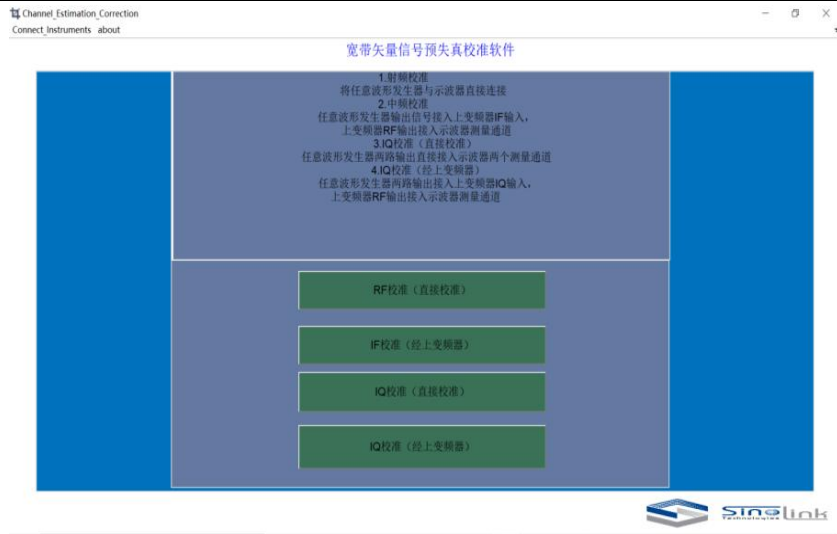 Channel_Estimation_Correction
Connect_Instruments about
宽带矢量信号预失真校准软件
1.射频校准
将任意波形发生器与示波器直接连接
2.中频校准
任意波形发生器输出信号接入上变频器IF输入,
上变频器RF输出接入示波器测量通道
3.IQ校准（直接校准）
任意波形发生器两路输出直接接入示波器两个测量通道
4.IQ校准（经上变频器）
任意波形发生器两路输出接入上变频器IQ输入,
上变频器RF输出接入示波器测量通道
RF校准（直接校准）
IF校准（经上变频器）
IQ校准（直接校准）
IQ校准（经上变频器）
Sinolink
Technologies